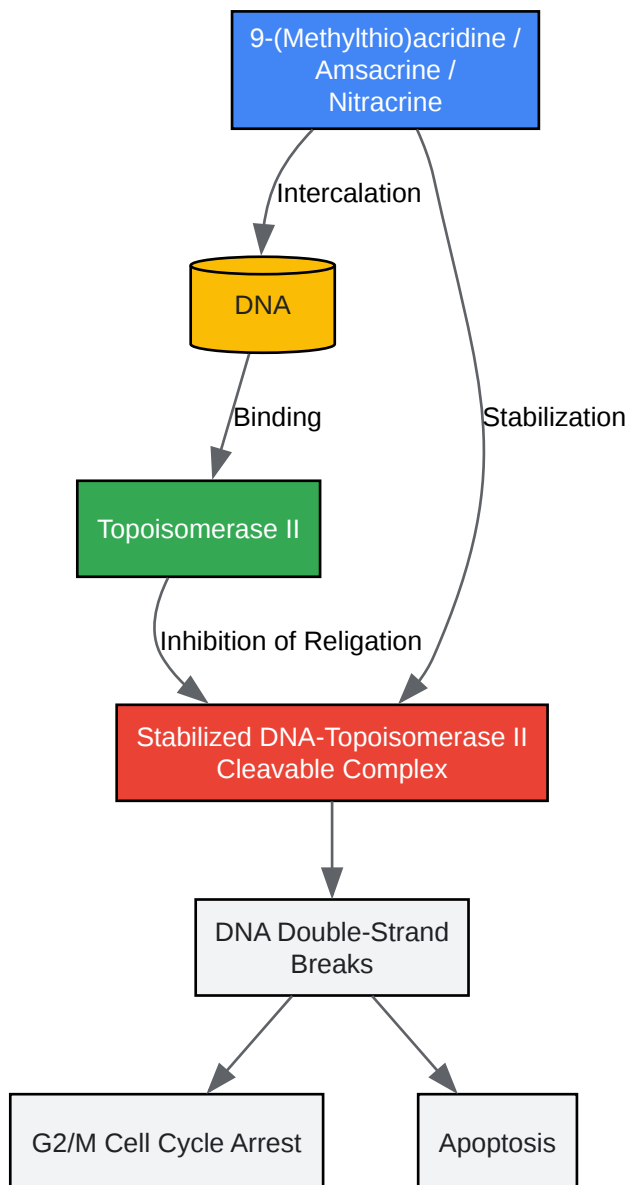 9-(Methylthio)acridine /
Amsacrine /
Nitracrine
Intercalation
DNA
Binding
Stabilization
Topoisomerase II
Inhibition of Religation
Stabilized DNA-Topoisomerase II
Cleavable Complex
DNA Double-Strand
Breaks
G2/M Cell Cycle Arrest
Apoptosis